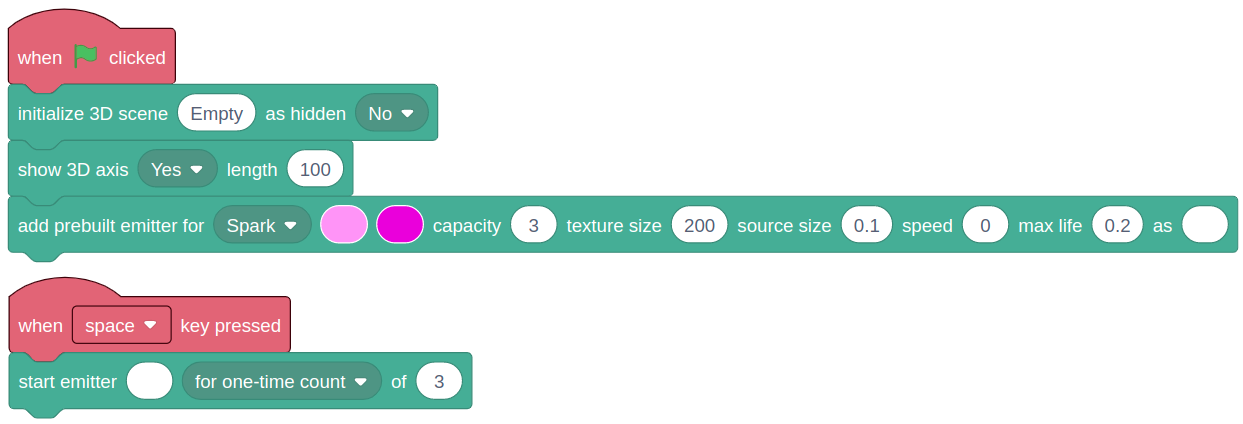 when clicked
initialize 3D scene Empty as hidden No
show 3D axis Yes length 100
add prebuilt emitter for Spark capacity 3 texture size 200 source size 0.1 speed 0 max life 0.2 as
when space key pressed
start emitter for one-time count of 3